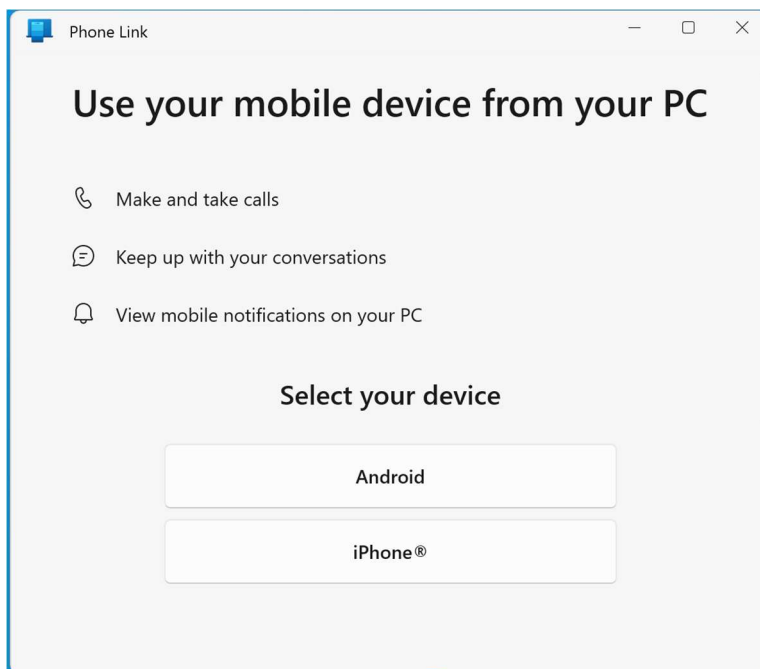 Phone Link
Use your mobile device from your PC
Make and take calls
Keep up with your conversations
View mobile notifications on your PC
Select your device
Android
iPhone®